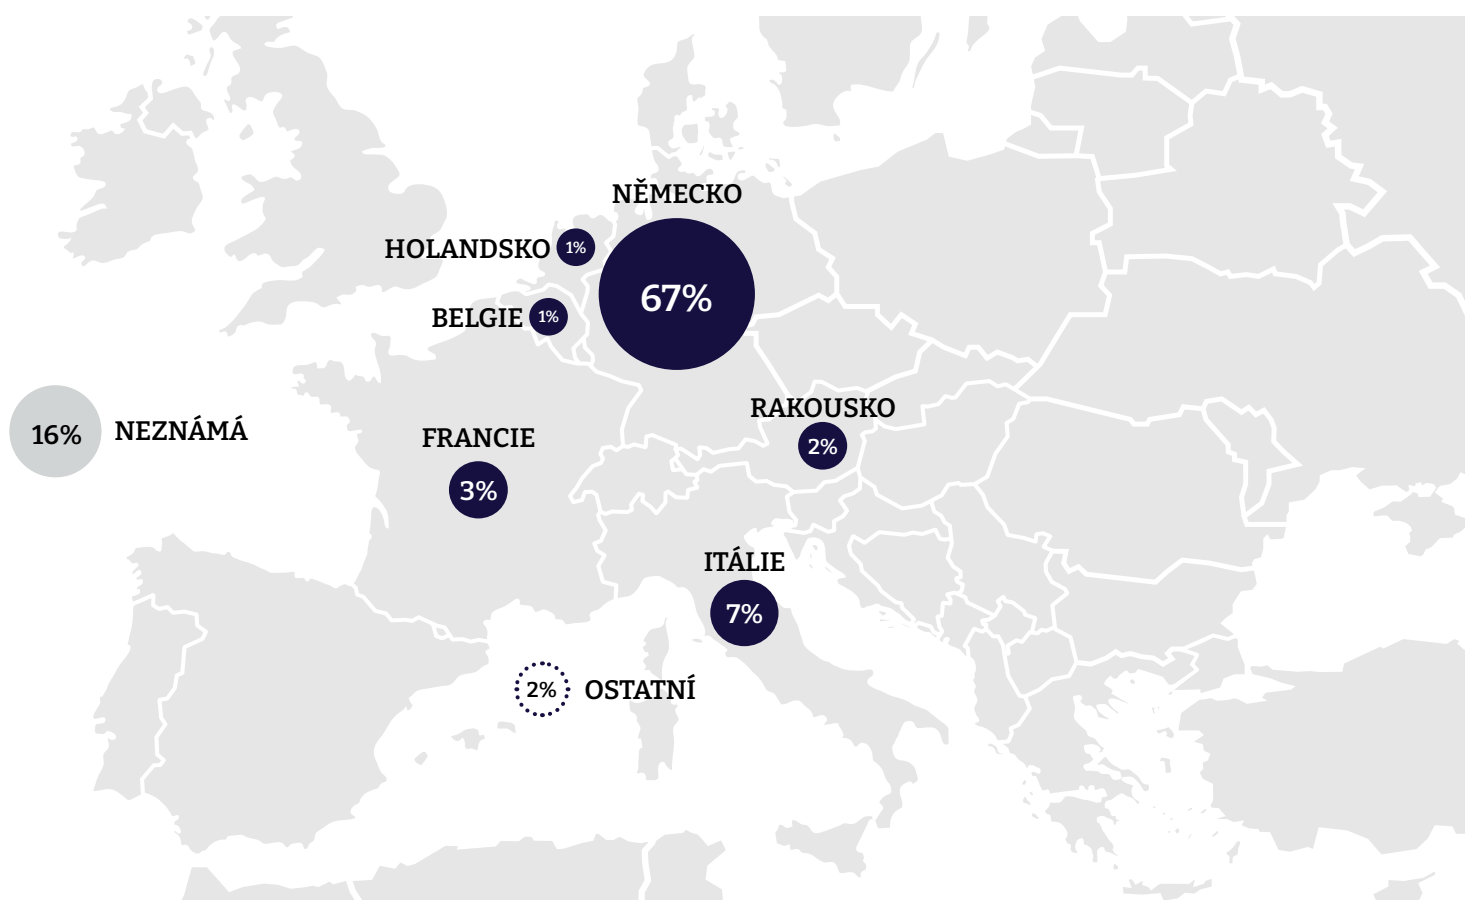 NĚMECKO
67%
HOLANDSKO 1%
BELGIE 1%
RAKOUSKO
2%
16% NEZNÁMÁ
FRANCIE
3%
ITÁLIE
7%
2% OSTATNÍ